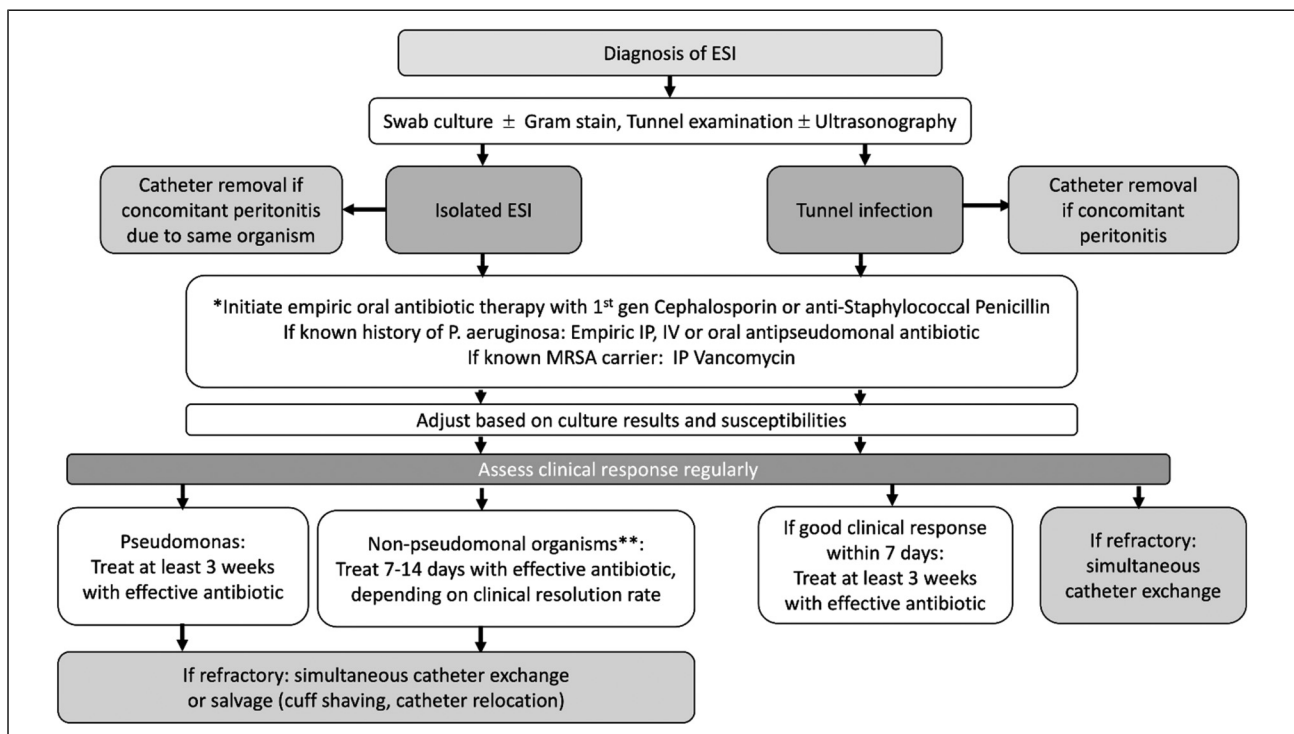 Diagnosis of ESI
Swab culture ± Gram stain, Tunnel examination ± Ultrasonography
Catheter removal if
concomitant peritonitis
due to same organism
Isolated ESI
Tunnel infection
Catheter removal
if concomitant
peritonitis
*Initiate empiric oral antibiotic therapy with 1st gen Cephalosporin or anti-Staphylococcal Penicillin
If known history of P. aeruginosa: Empiric IP, IV or oral antipseudomonal antibiotic
If known MRSA carrier: IP Vancomycin
Adjust based on culture results and susceptibilities
Assess clinical response regularly
Pseudomonas:
Treat at least 3 weeks
with effective antibiotic
Non-pseudomonal organisms**:
Treat 7-14 days with effective antibiotic,
depending on clinical resolution rate
If good clinical response
within 7 days:
Treat at least 3 weeks
with effective antibiotic
If refractory:
simultaneous
catheter exchange
If refractory: simultaneous catheter exchange
or salvage (cuff shaving, catheter relocation)